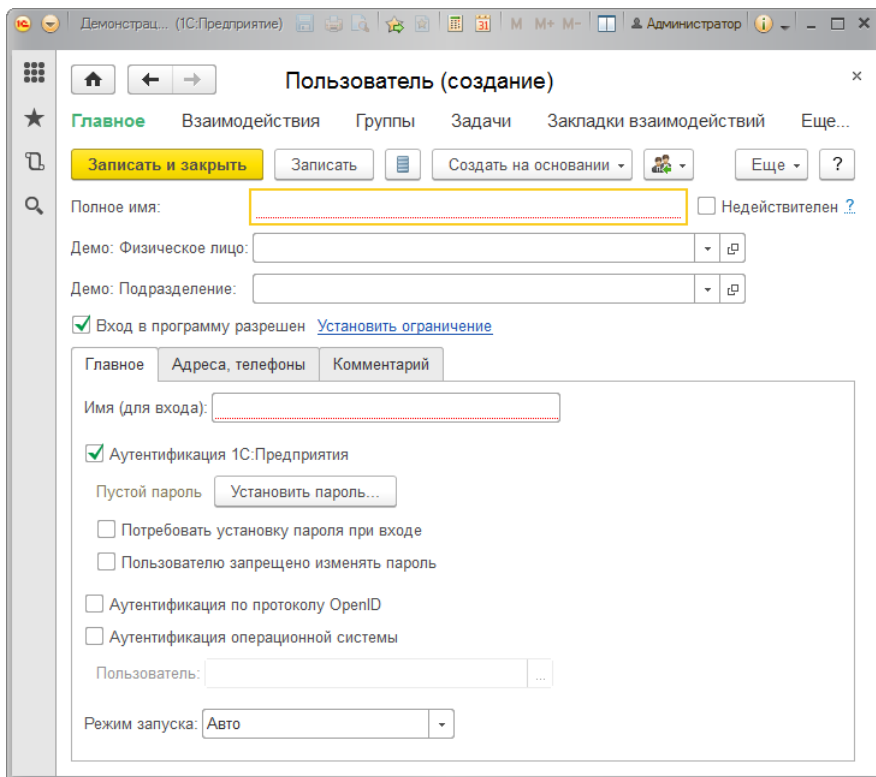 1С Демонстрац... (1С:Предприятие) 31 M M+ M- Администратор i
Пользователь (создание)
Главное Взаимодействия Группы Задачи Закладки взаимодействий Еще...
Записать и закрыть Записать Создать на основании Еще ?
Полное имя: Недействителен ?
Демо: Физическое лицо:
Демо: Подразделение:
Вход в программу разрешен Установить ограничение
Главное Адреса, телефоны Комментарий
Имя (для входа):
Аутентификация 1С:Предприятия
Пустой пароль Установить пароль...
Потребовать установку пароля при входе
Пользователю запрещено изменять пароль
Аутентификация по протоколу OpenID
Аутентификация операционной системы
Пользователь: ...
Режим запуска: Авто